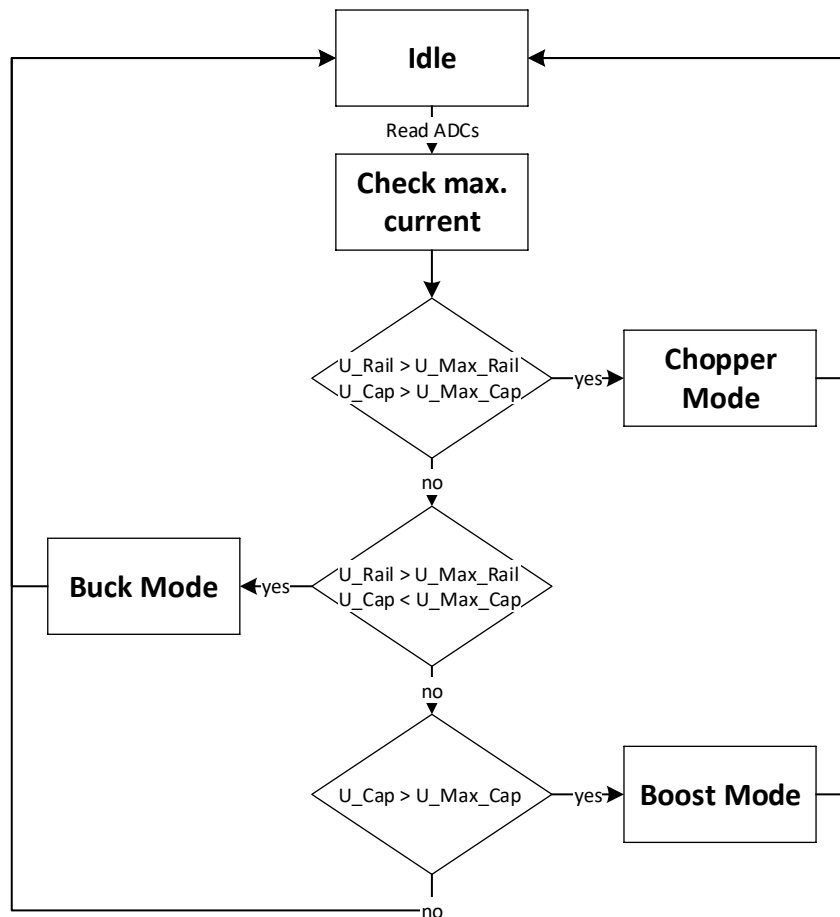 Idle
Read ADCs
Check max.
current
U_Rail > U_Max_Rail
U_Cap > U_Max_Cap
yes
Chopper
Mode
no
Buck Mode
yes
U_Rail > U_Max_Rail
U_Cap < U_Max_Cap
no
U_Cap > U_Max_Cap
yes
Boost Mode
no